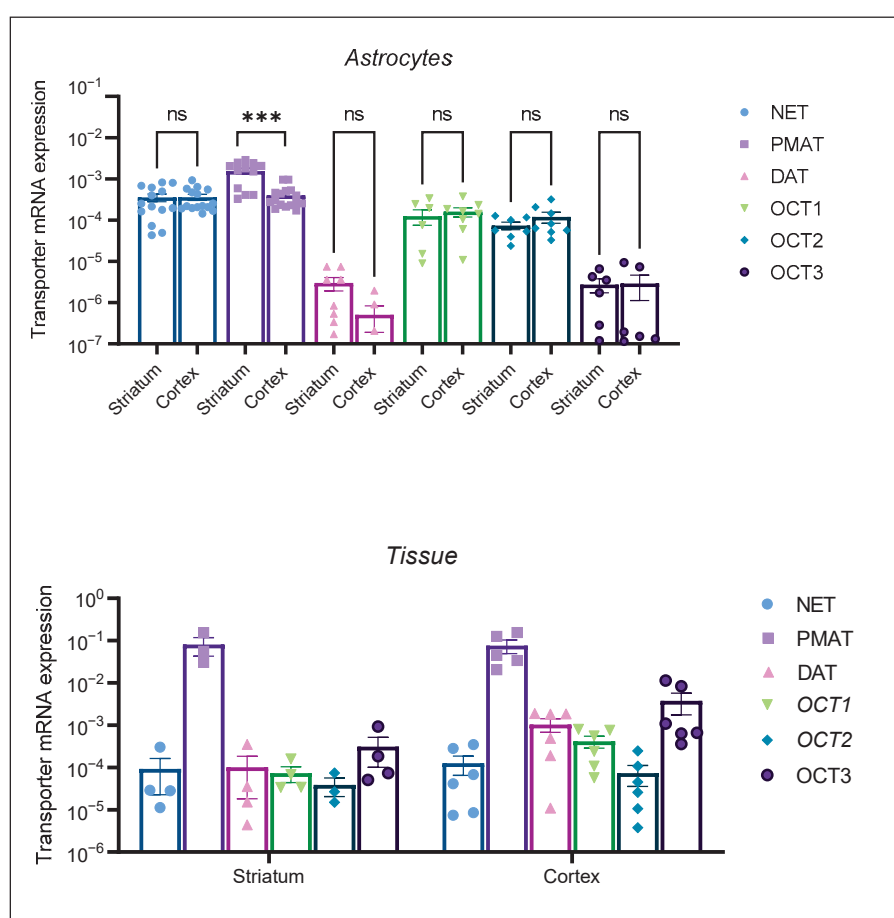 Astrocytes
Transporter mRNA expression
10⁻¹
10⁻²
10⁻³
10⁻⁴
10⁻⁵
10⁻⁶
10⁻⁷
ns
***
ns
ns
ns
ns
Striatum
Cortex
Striatum
Cortex
Striatum
Cortex
Striatum
Cortex
Striatum
Cortex
Striatum
Cortex
NET
PMAT
DAT
OCT1
OCT2
OCT3
Tissue
Transporter mRNA expression
10⁰
10⁻¹
10⁻²
10⁻³
10⁻⁴
10⁻⁵
10⁻⁶
Striatum
Cortex
NET
PMAT
DAT
OCT1
OCT2
OCT3